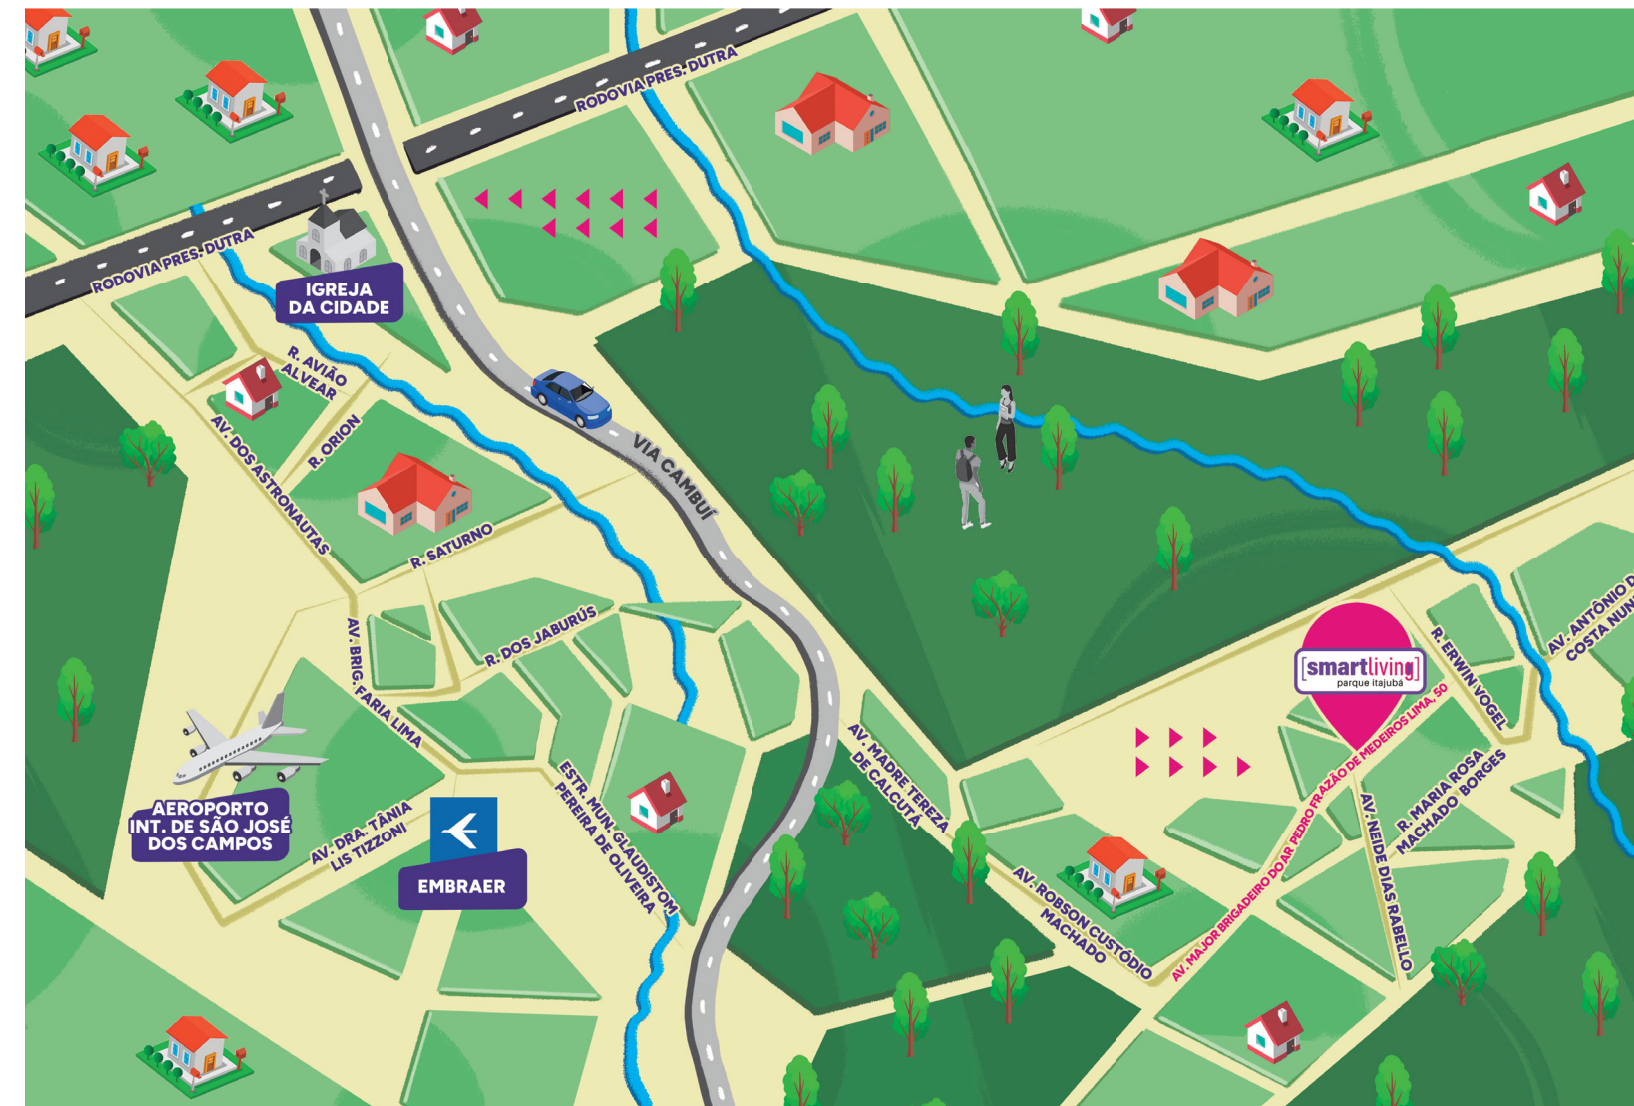 RODOVIA PRES. DUTRA
RODOVIA PRES. DUTRA
IGREJA
DA CIDADE
R. AVIÃO
ALVEAR
R. ORION
AV. DOS ASTRONAUTAS
VIA CAMBUÍ
R. SATURNO
R. DOS JABURÚS
AV. BRIG. FARIA LIMA
AEROPORTO
INT. DE SÃO JOSÉ
DOS CAMPOS
AV. DRA. TÂNIA
LIS TIZZONI
EMBRAER
ESTR. MUN. GLAUDISTOM
PEREIRA DE OLIVEIRA
AV. MADRE TEREZA
DE CALCUTÁ
AV. ROBSON CUSTÓDIO
MACHADO
AV. MAJOR BRIGADEIRO DO AR PEDRO FRAZÃO DE MEDEIROS LIMA, 50
[smartliving]
parque itajubá
R. ERWIN VOGEL
AV. ANTÔNIO
COSTA
R. MARIA ROSA
MACHADO BORGES
AV. NEIDE DIAS RABELLO